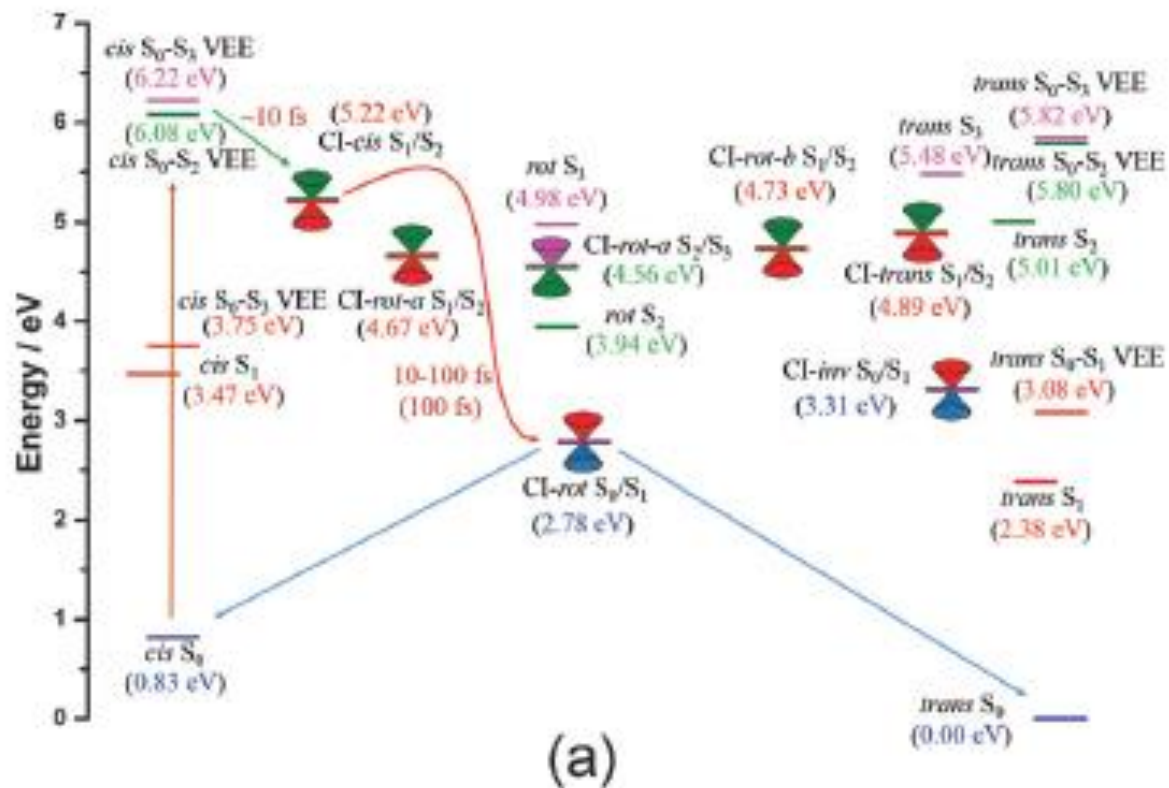 7
6
5
4
3
2
1
0
Energy / eV
cis S₀-S₃ VEE
(6.22 eV)
(6.08 eV)
cis S₀-S₂ VEE
~10 fs
(5.22 eV)
CI-cis S₁/S₂
CI-rot-a S₁/S₂
(4.67 eV)
cis S₀-S₁ VEE
(3.75 eV)
cis S₁
(3.47 eV)
10-100 fs
(100 fs)
rot S₃
(4.98 eV)
CI-rot-a S₂/S₃
(4.56 eV)
rot S₂
(3.94 eV)
CI-rot S₀/S₁
(2.78 eV)
CI-rot-b S₁/S₂
(4.73 eV)
trans S₃
(5.48 eV)
trans S₀-S₃ VEE
(5.82 eV)
trans S₀-S₂ VEE
(5.80 eV)
trans S₂
(5.01 eV)
CI-trans S₁/S₂
(4.89 eV)
CI-inv S₀/S₁
(3.31 eV)
trans S₀-S₁ VEE
(3.08 eV)
trans S₁
(2.38 eV)
cis S₀
(0.83 eV)
trans S₀
(0.00 eV)
(a)